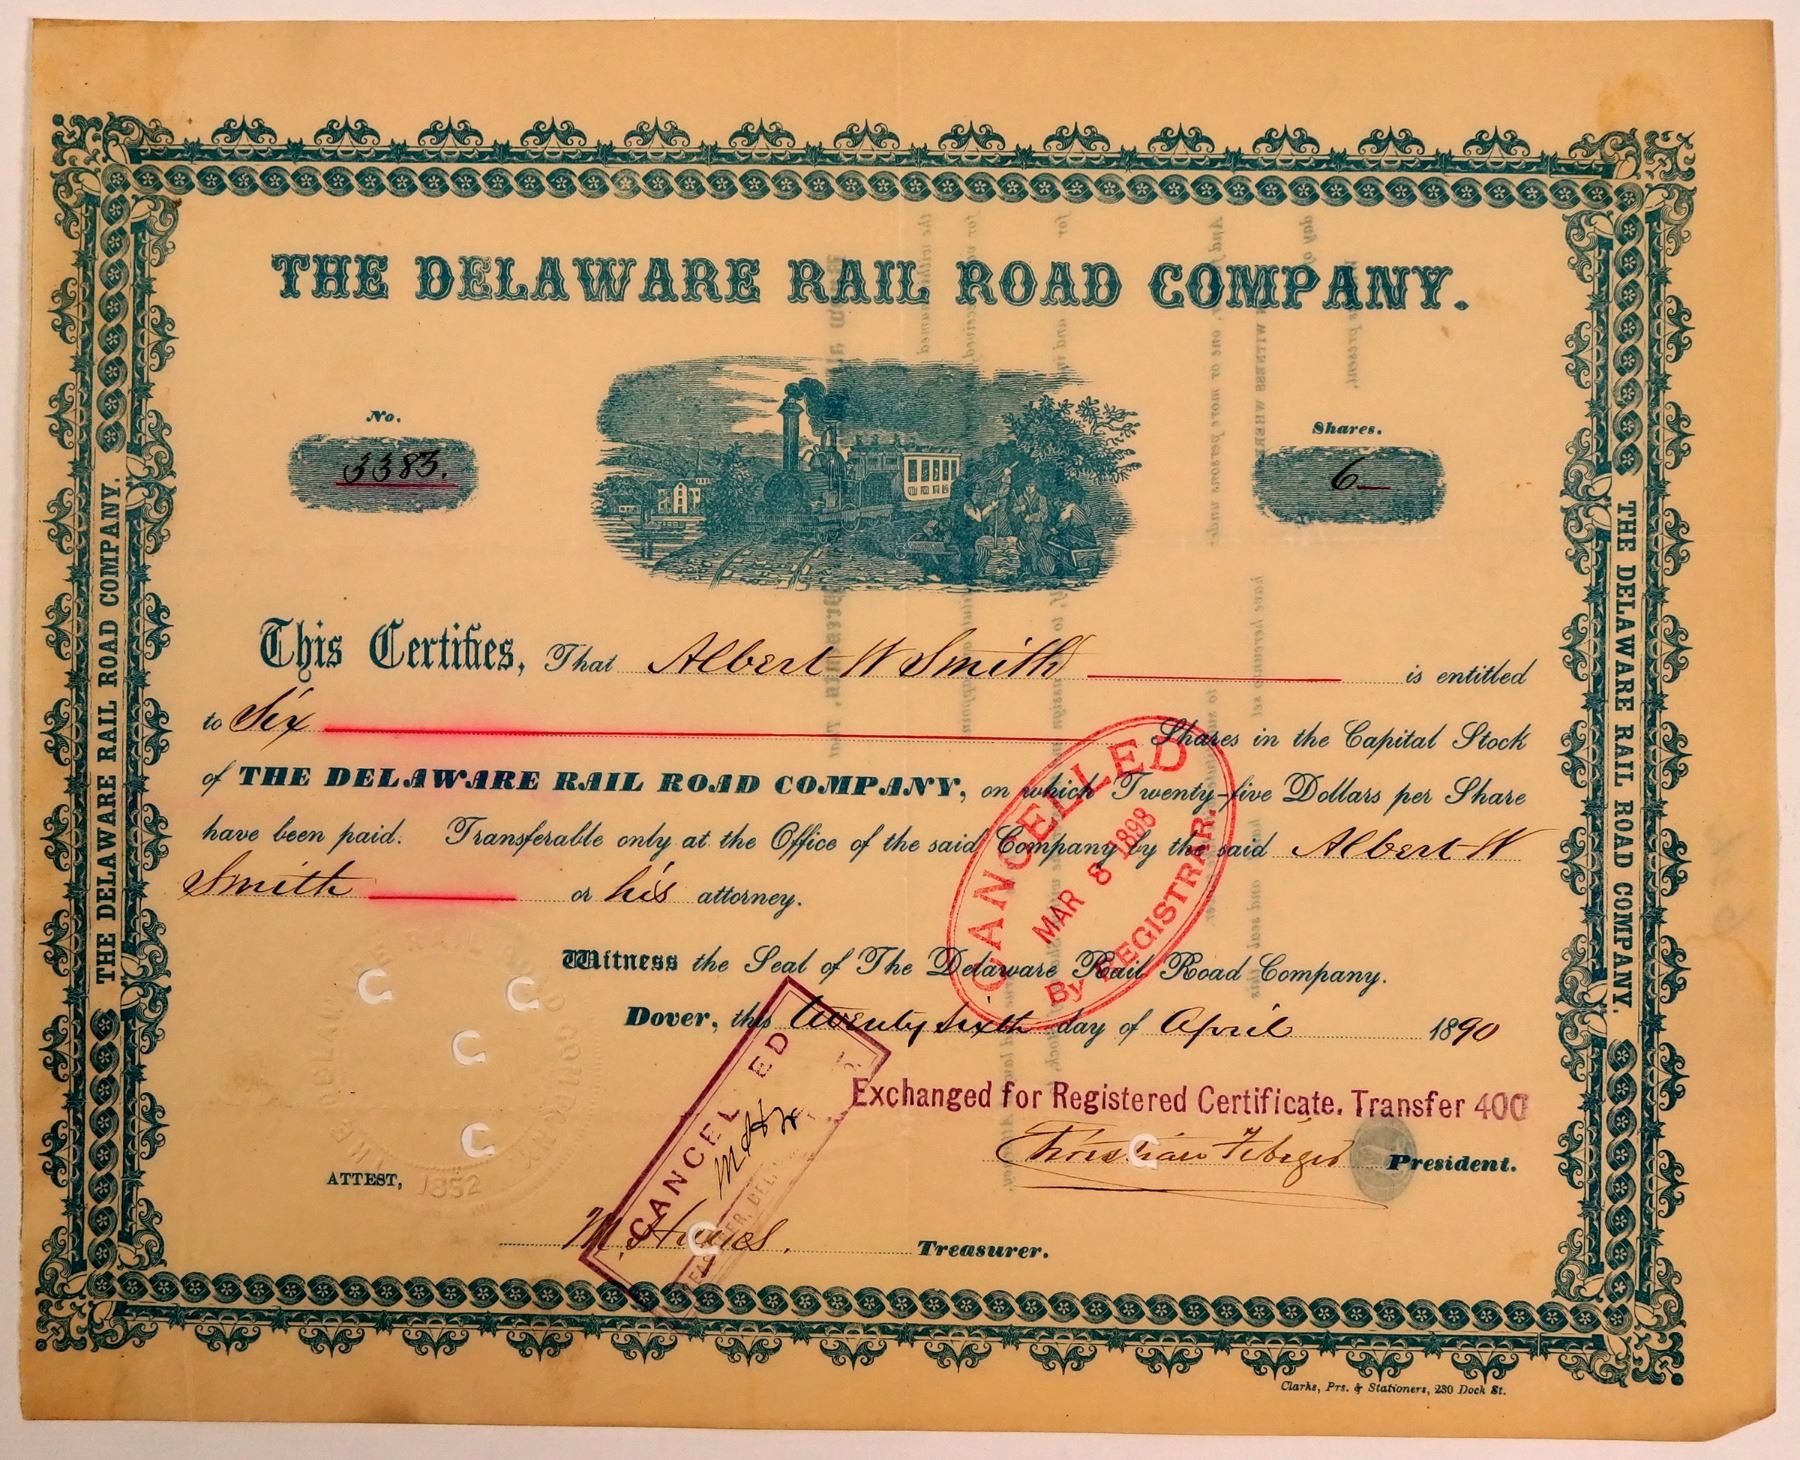 THE DELAWARE RAIL ROAD COMPANY.
No.
3383.
Shares.
6
This Certifies, That Albert W Smith is entitled
to Six Shares in the Capital Stock
of THE DELAWARE RAIL ROAD COMPANY, on which Twenty-five Dollars per Share
have been paid. Transferable only at the Office of the said Company by the said Albert W
Smith or his attorney.
Witness the Seal of The Delaware Rail Road Company.
Dover, this twenty sixth day of April 1890
CANCELLED
MAR 8 1898
By REGISTRAR.
Exchanged for Registered Certificate. Transfer 400
Christian Febiger President.
ATTEST,
1852
CANCELLED
M Hayes. Treasurer.
THE DELAWARE RAIL ROAD COMPANY.
THE DELAWARE RAIL ROAD COMPANY.
Clarke, Prs. & Stationers, 230 Dock St.